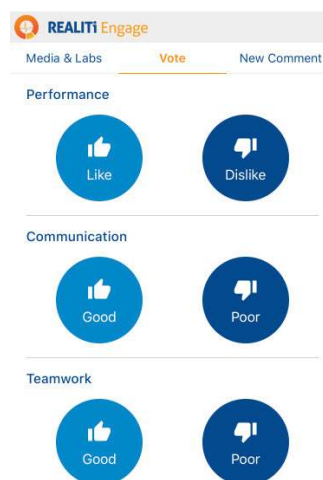 REALITi Engage
Media & Labs Vote New Comment
Performance
Like Dislike
Communication
Good Poor
Teamwork
Good Poor